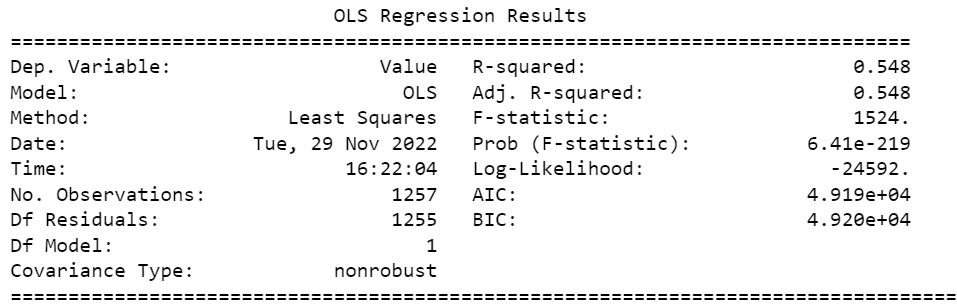 OLS Regression Results
==============================================================================
Dep. Variable:                  Value   R-squared:                       0.548
Model:                            OLS   Adj. R-squared:                  0.548
Method:                 Least Squares   F-statistic:                     1524.
Date:                Tue, 29 Nov 2022   Prob (F-statistic):          6.41e-219
Time:                        16:22:04   Log-Likelihood:                -24592.
No. Observations:                1257   AIC:                         4.919e+04
Df Residuals:                    1255   BIC:                         4.920e+04
Df Model:                           1
Covariance Type:            nonrobust
==================================================================================